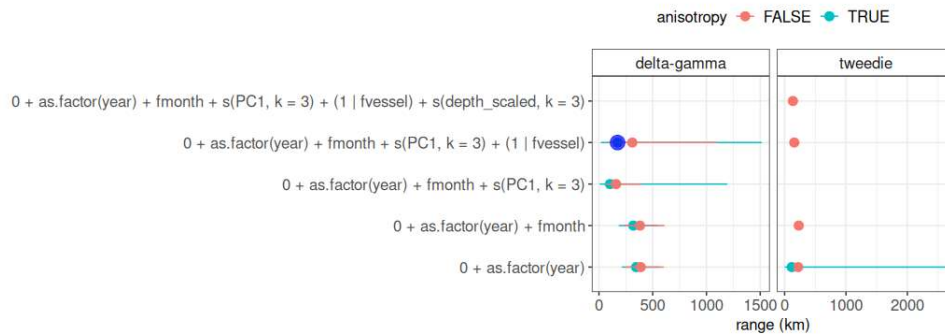 anisotropy FALSE TRUE
delta-gamma tweedie
0 + as.factor(year) + fmonth + s(PC1, k = 3) + (1 | fvessel) + s(depth_scaled, k = 3)
0 + as.factor(year) + fmonth + s(PC1, k = 3) + (1 | fvessel)
0 + as.factor(year) + fmonth + s(PC1, k = 3)
0 + as.factor(year) + fmonth
0 + as.factor(year)
0 500 1000 1500 0 1000 2000
range (km)